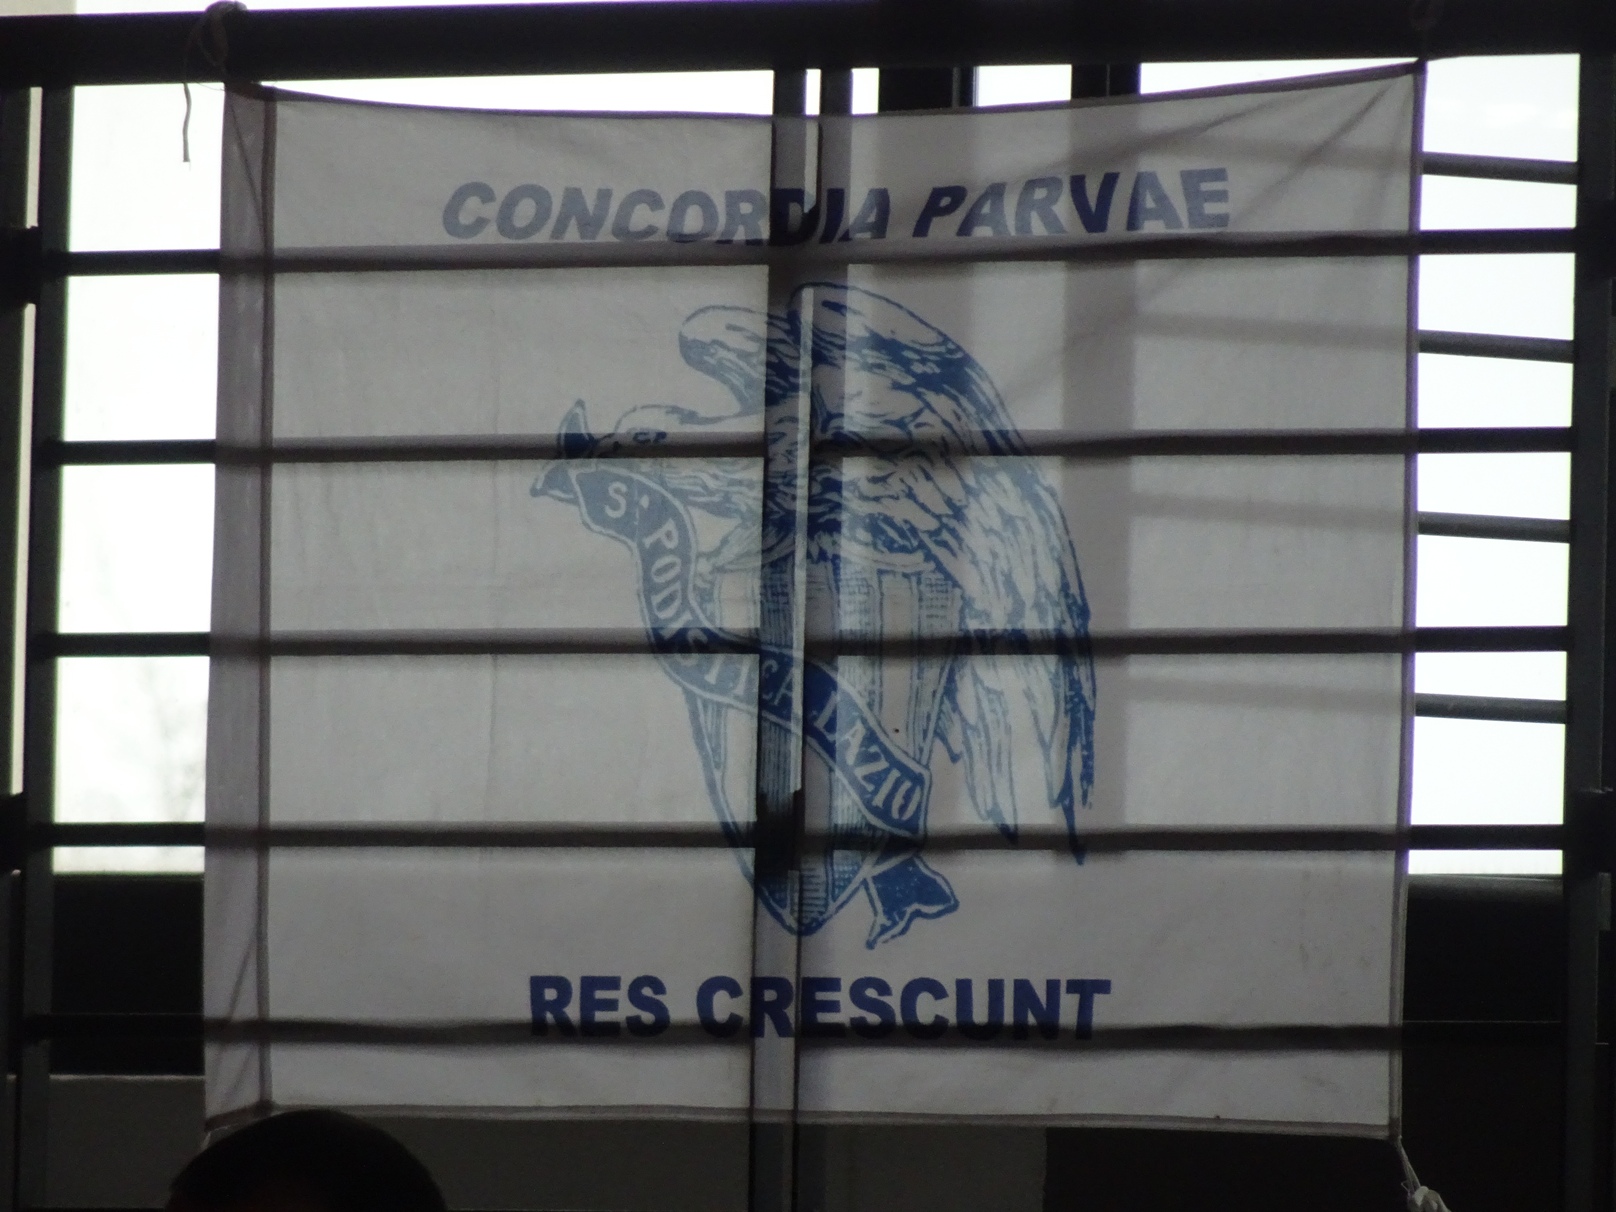 CONCORDIA PARVAE
S. PODISTICA LAZIO
RES CRESCUNT